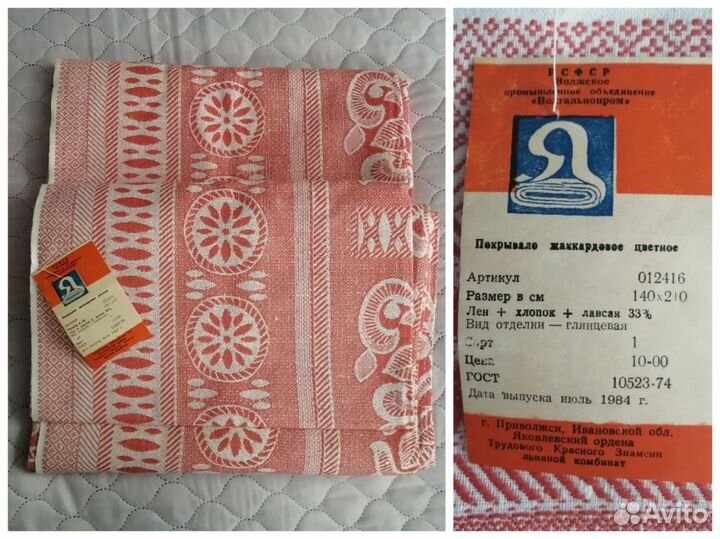 РСФСР
Волжское
промышленное объединение
«Волгальнопром»
Я
Покрывало жаккардовое цветное
Артикул 012416
Размер в см 140х210
Лен + хлопок + лавсан 33%
Вид отделки — глянцевая
Сорт 1
Цена 10-00
ГОСТ 10523-74
Дата выпуска июль 1984 г.
г. Приволжск, Ивановской обл.
Яковлевский ордена
Трудового Красного Знамени
льняной комбинат
Avito